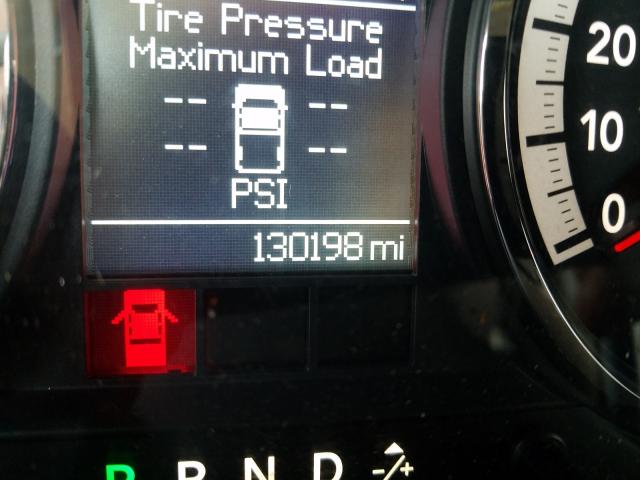 Tire Pressure
Maximum Load
-- --
-- --
PSI
130198 mi
20
10
0
P R N D -/+